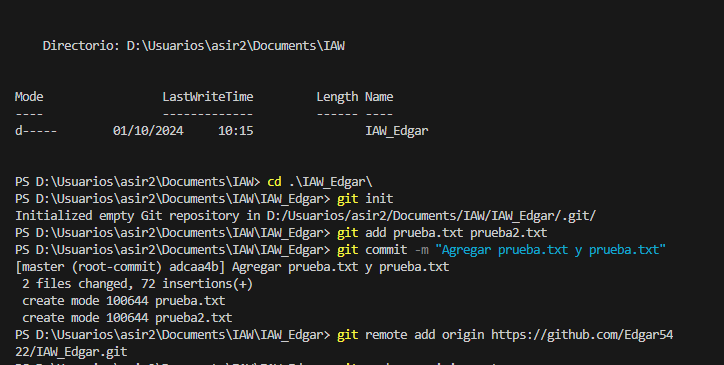 Directorio: D:\Usuarios\asir2\Documents\IAW
Mode LastWriteTime Length Name
---- ------------- ------ ----
d----- 01/10/2024 10:15 IAW_Edgar
PS D:\Usuarios\asir2\Documents\IAW> cd .\IAW_Edgar\
PS D:\Usuarios\asir2\Documents\IAW\IAW_Edgar> git init
Initialized empty Git repository in D:/Usuarios/asir2/Documents/IAW/IAW_Edgar/.git/
PS D:\Usuarios\asir2\Documents\IAW\IAW_Edgar> git add prueba.txt prueba2.txt
PS D:\Usuarios\asir2\Documents\IAW\IAW_Edgar> git commit -m "Agregar prueba.txt y prueba.txt"
[master (root-commit) adcaa4b] Agregar prueba.txt y prueba.txt
2 files changed, 72 insertions(+)
create mode 100644 prueba.txt
create mode 100644 prueba2.txt
PS D:\Usuarios\asir2\Documents\IAW\IAW_Edgar> git remote add origin https://github.com/Edgar54
22/IAW_Edgar.git